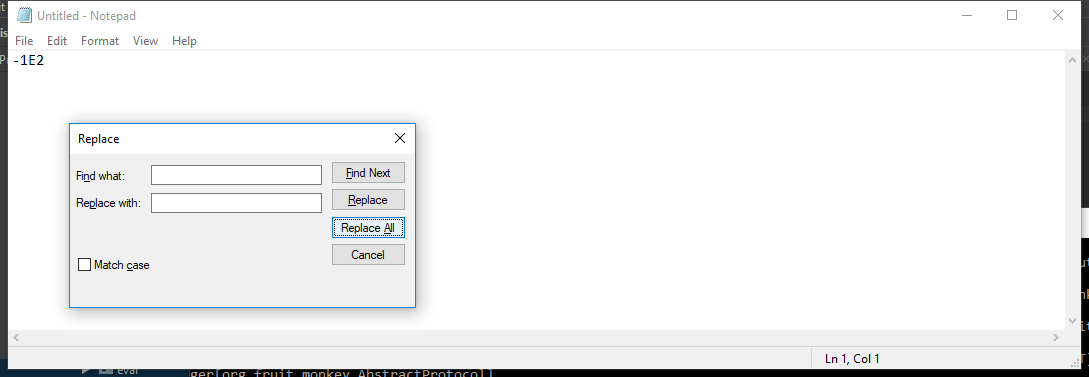 Untitled - Notepad
File Edit Format View Help
-1E2
Replace
Find what:
Find Next
Replace with:
Replace
Replace All
Cancel
Match case
Ln 1, Col 1
eval
ger[org.fruit.monkey.AbstractProtocol]